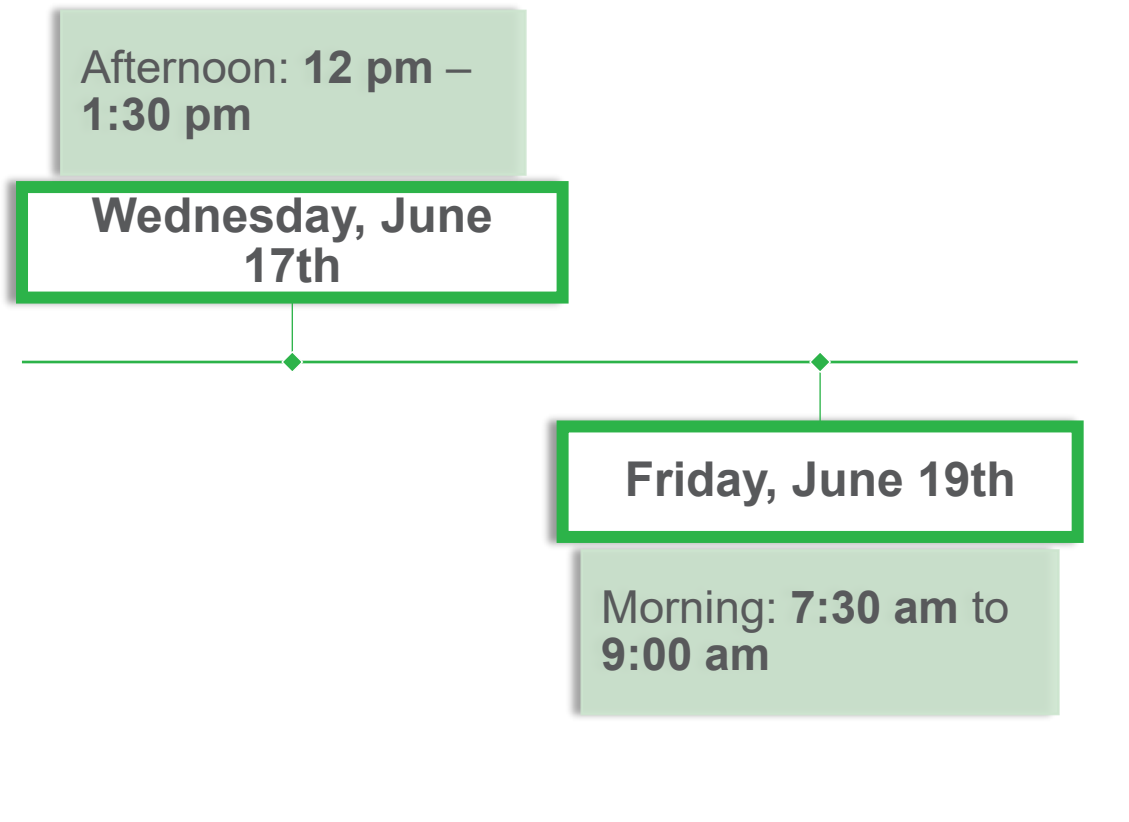 Afternoon: 12 pm –
1:30 pm
Wednesday, June
17th
Friday, June 19th
Morning: 7:30 am to
9:00 am